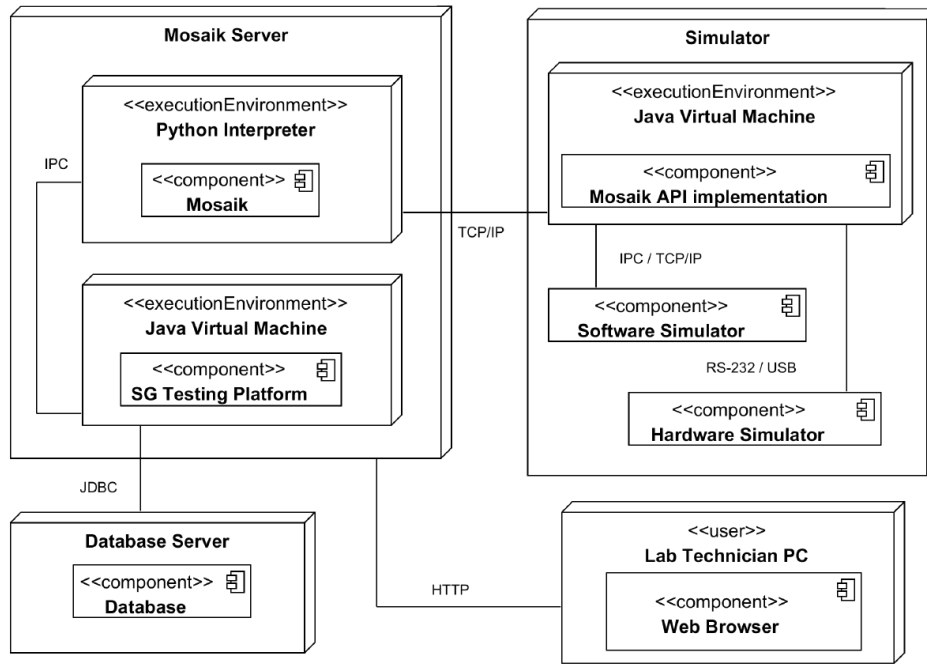 Mosaik Server
<<executionEnvironment>>
Python Interpreter
<<component>>
Mosaik
IPC
<<executionEnvironment>>
Java Virtual Machine
<<component>>
SG Testing Platform
TCP/IP
Simulator
<<executionEnvironment>>
Java Virtual Machine
<<component>>
Mosaik API implementation
IPC / TCP/IP
<<component>>
Software Simulator
RS-232 / USB
<<component>>
Hardware Simulator
JDBC
Database Server
<<component>>
Database
HTTP
<<user>>
Lab Technician PC
<<component>>
Web Browser